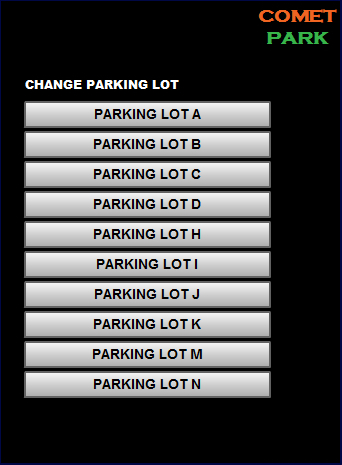 COMET
PARK
CHANGE PARKING LOT
PARKING LOT A
PARKING LOT B
PARKING LOT C
PARKING LOT D
PARKING LOT H
PARKING LOT I
PARKING LOT J
PARKING LOT K
PARKING LOT M
PARKING LOT N